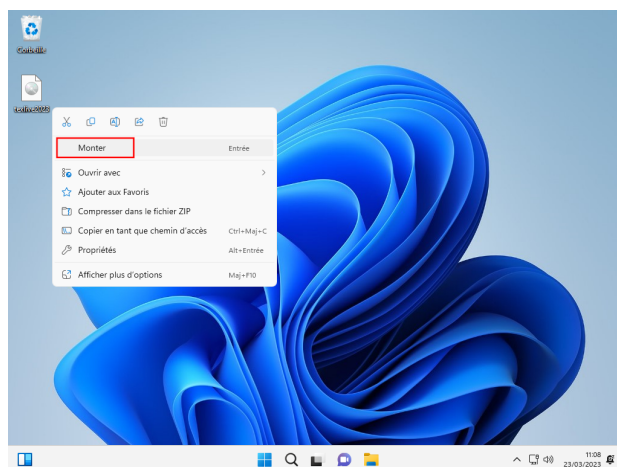 Corbeille
texlive2023
Monter Entrée
Ouvrir avec
Ajouter aux Favoris
Compresser dans le fichier ZIP
Copier en tant que chemin d'accès Ctrl+Maj+C
Propriétés Alt+Entrée
Afficher plus d'options Maj+F10
11:08
23/03/2023